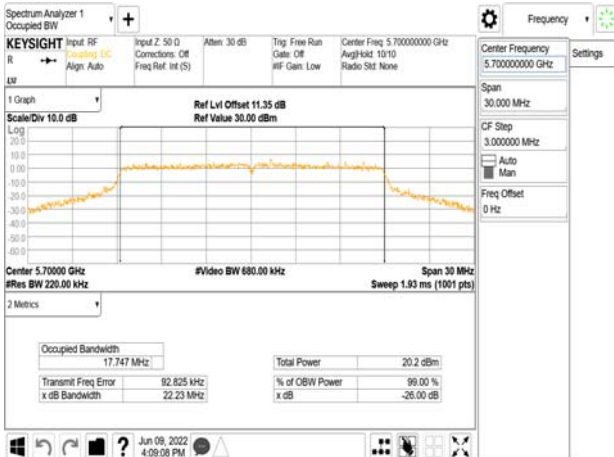 Spectrum Analyzer 1
Occupied BW
+
Frequency
KEYSIGHT
R
LXI
Input: RF
Coupling: DC
Align: Auto
Input Z: 50 Ω
Corrections: Off
Freq Ref: Int (S)
Atten: 30 dB
Trig: Free Run
Gate: Off
#IF Gain: Low
Center Freq: 5.700000000 GHz
Avg|Hold: 10/10
Radio Std: None
Center Frequency
5.700000000 GHz
Settings
Span
30.000 MHz
CF Step
3.000000 MHz
Auto
Man
Freq Offset
0 Hz
1 Graph
Scale/Div 10.0 dB
Ref Lvl Offset 11.35 dB
Ref Value 30.00 dBm
Log
20.0
10.0
0.00
-10.0
-20.0
-30.0
-40.0
-50.0
-60.0
Center 5.70000 GHz
#Res BW 220.00 kHz
#Video BW 680.00 kHz
Span 30 MHz
Sweep 1.93 ms (1001 pts)
2 Metrics
Occupied Bandwidth
17.747 MHz
Total Power 20.2 dBm
Transmit Freq Error 92.825 kHz
% of OBW Power 99.00 %
x dB Bandwidth 22.23 MHz
x dB -26.00 dB
?
Jun 09, 2022
4:09:08 PM